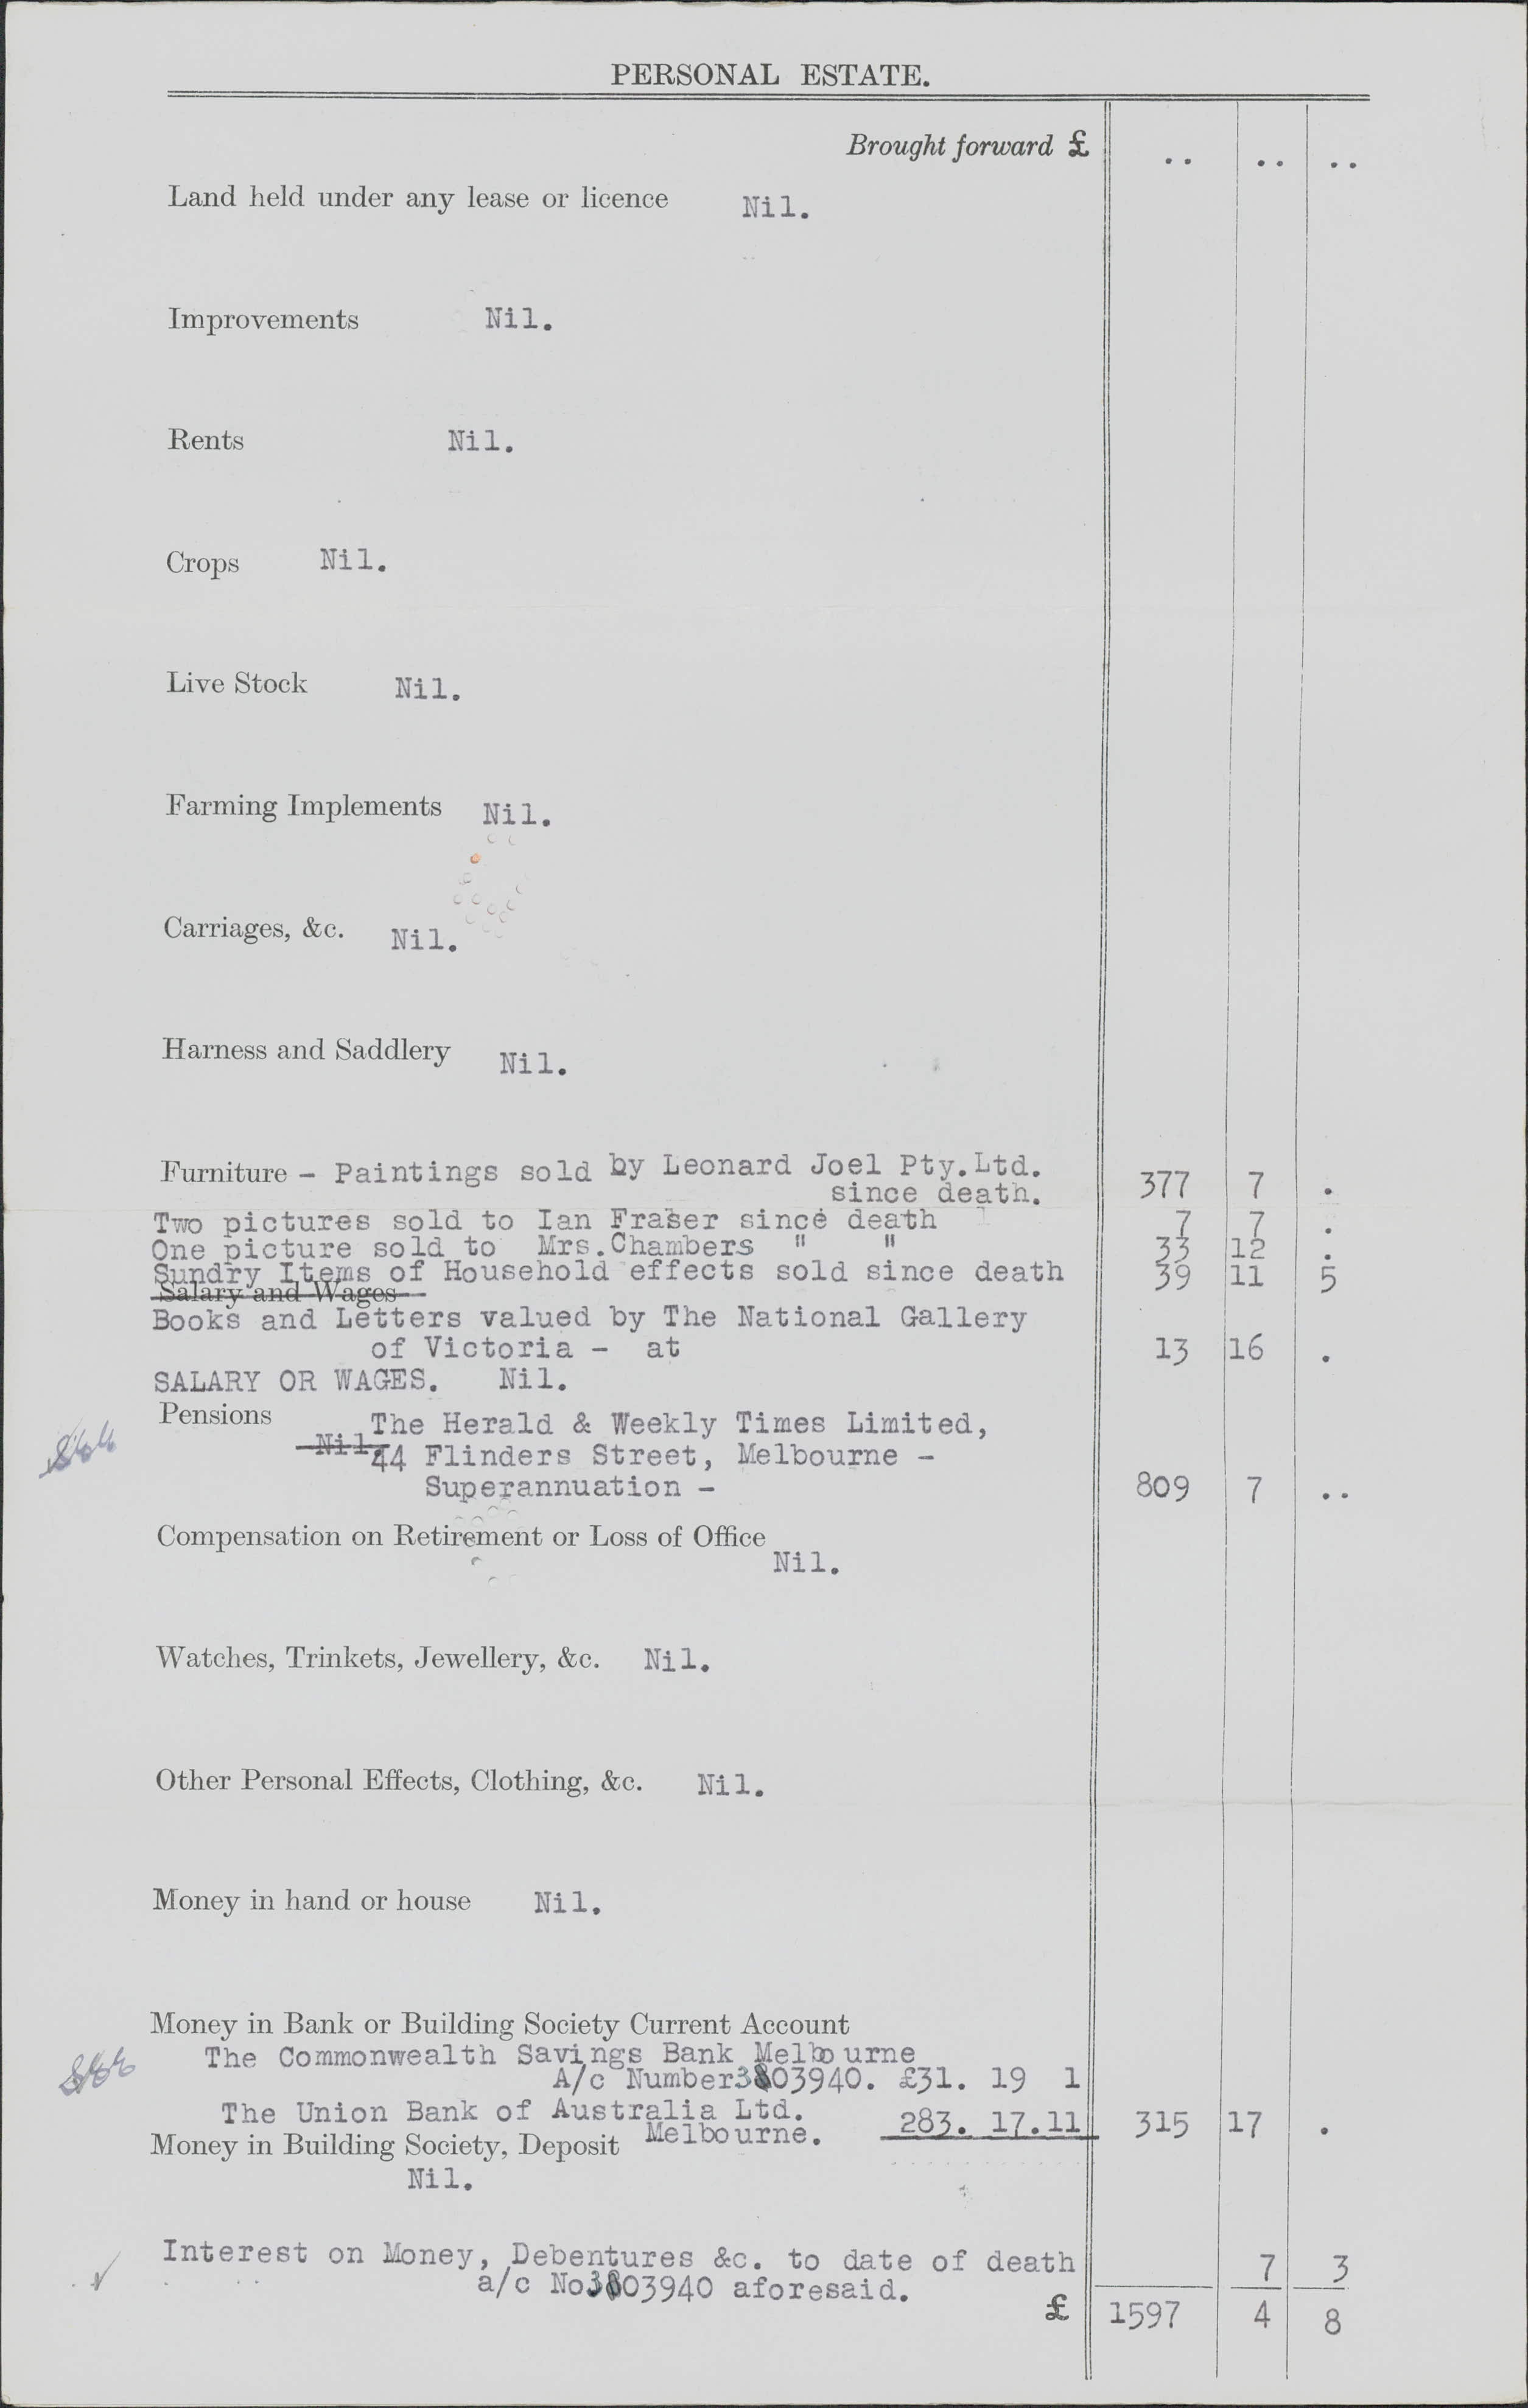 PERSONAL ESTATE.
Brought forward £ .. .. ..
Land held under any lease or licence Nil.
Improvements Nil.
Rents Nil.
Crops Nil.
Live Stock Nil.
Farming Implements Nil.
Carriages, &c. Nil.
Harness and Saddlery Nil.
Furniture - Paintings sold by Leonard Joel Pty.Ltd.
since death. 377 7 .
Two pictures sold to Ian Fraser since death 7 7 .
One picture sold to Mrs.Chambers " " 33 12 .
Sundry Items of Household effects sold since death 39 11 5
Salary and Wages
Books and Letters valued by The National Gallery
of Victoria - at 13 16 .
SALARY OR WAGES. Nil.
Pensions The Herald & Weekly Times Limited,
Nil. 44 Flinders Street, Melbourne -
Superannuation - 809 7 ..
Compensation on Retirement or Loss of Office
Nil.
Watches, Trinkets, Jewellery, &c. Nil.
Other Personal Effects, Clothing, &c. Nil.
Money in hand or house Nil.
Money in Bank or Building Society Current Account
The Commonwealth Savings Bank Melbourne
A/c Number3803940. £31. 19 1
The Union Bank of Australia Ltd. 283. 17.11 315 17 .
Money in Building Society, Deposit Melbourne.
Nil.
Interest on Money, Debentures &c. to date of death 7 3
a/c No3803940 aforesaid.
£ 1597 4 8